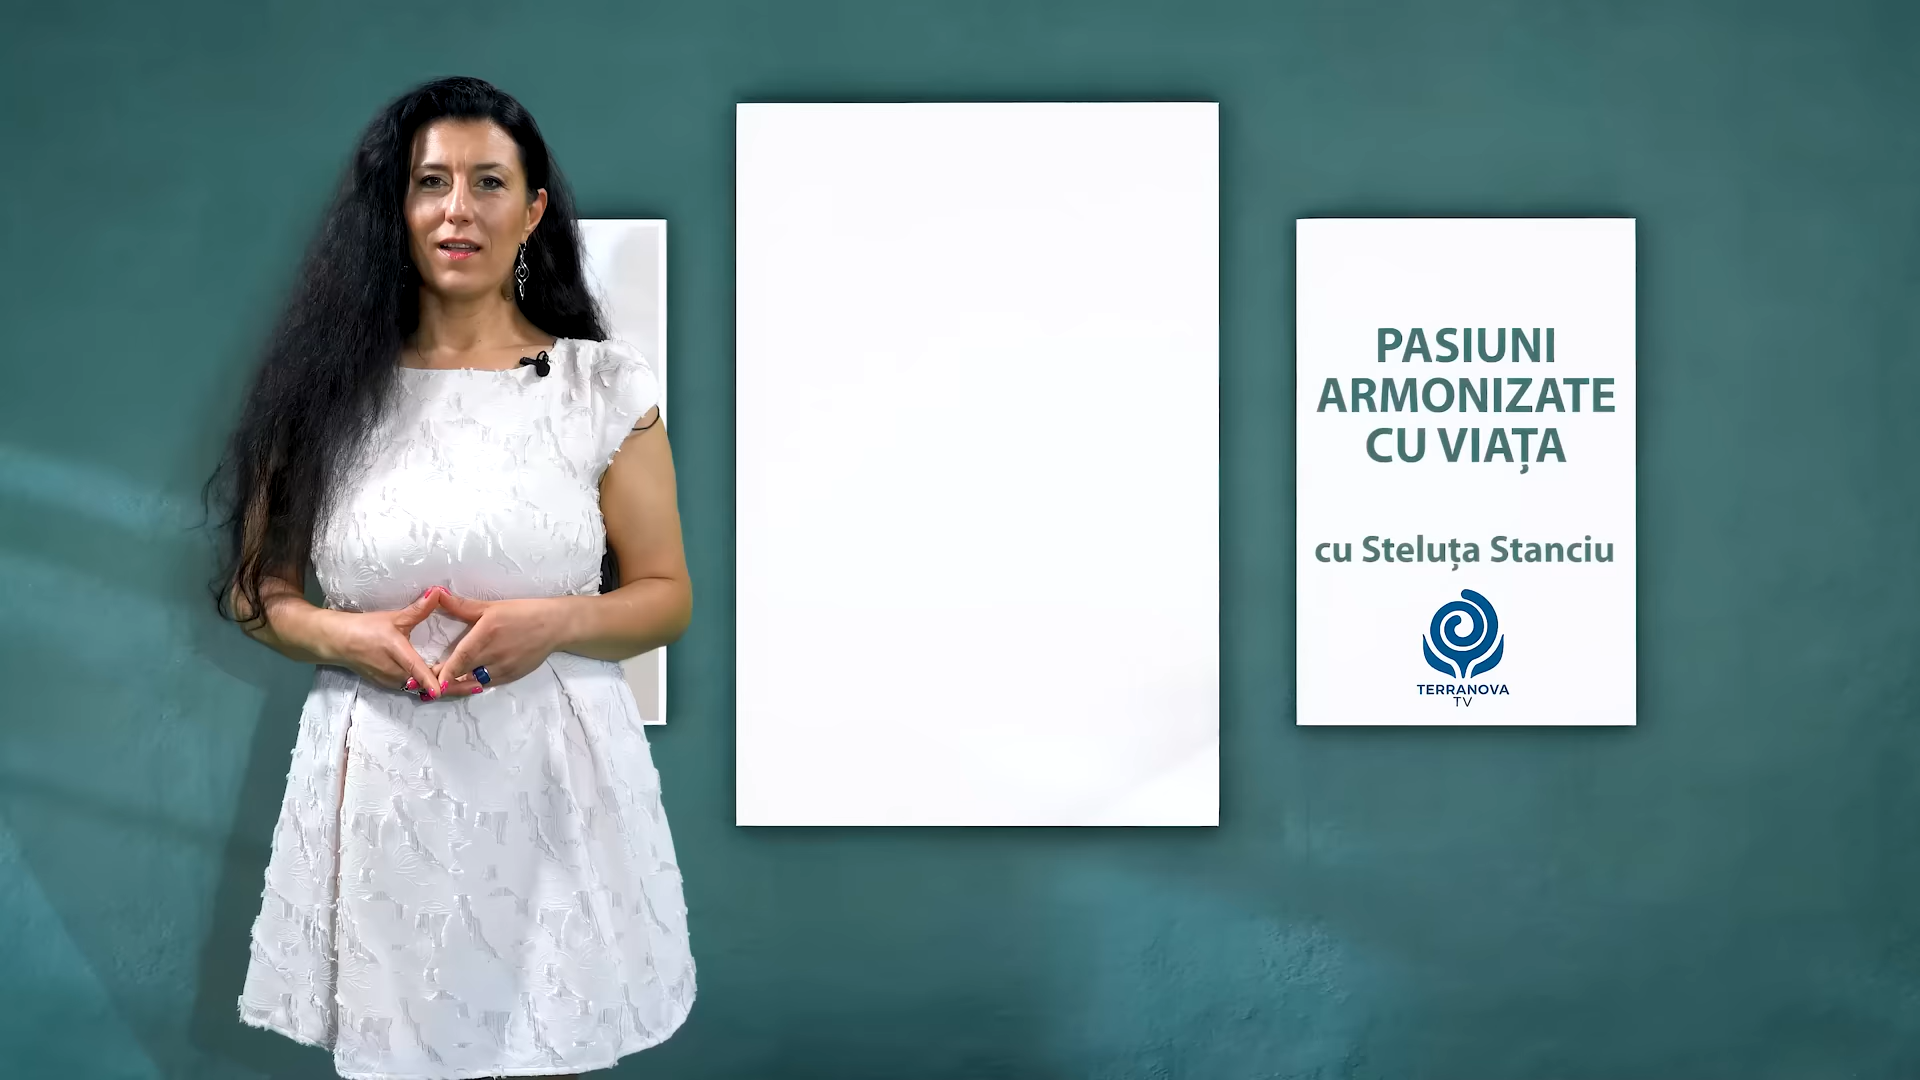 PASIUNI
ARMONIZATE
CU VIAȚA
cu Steluța Stanciu
TERRANOVA
TV